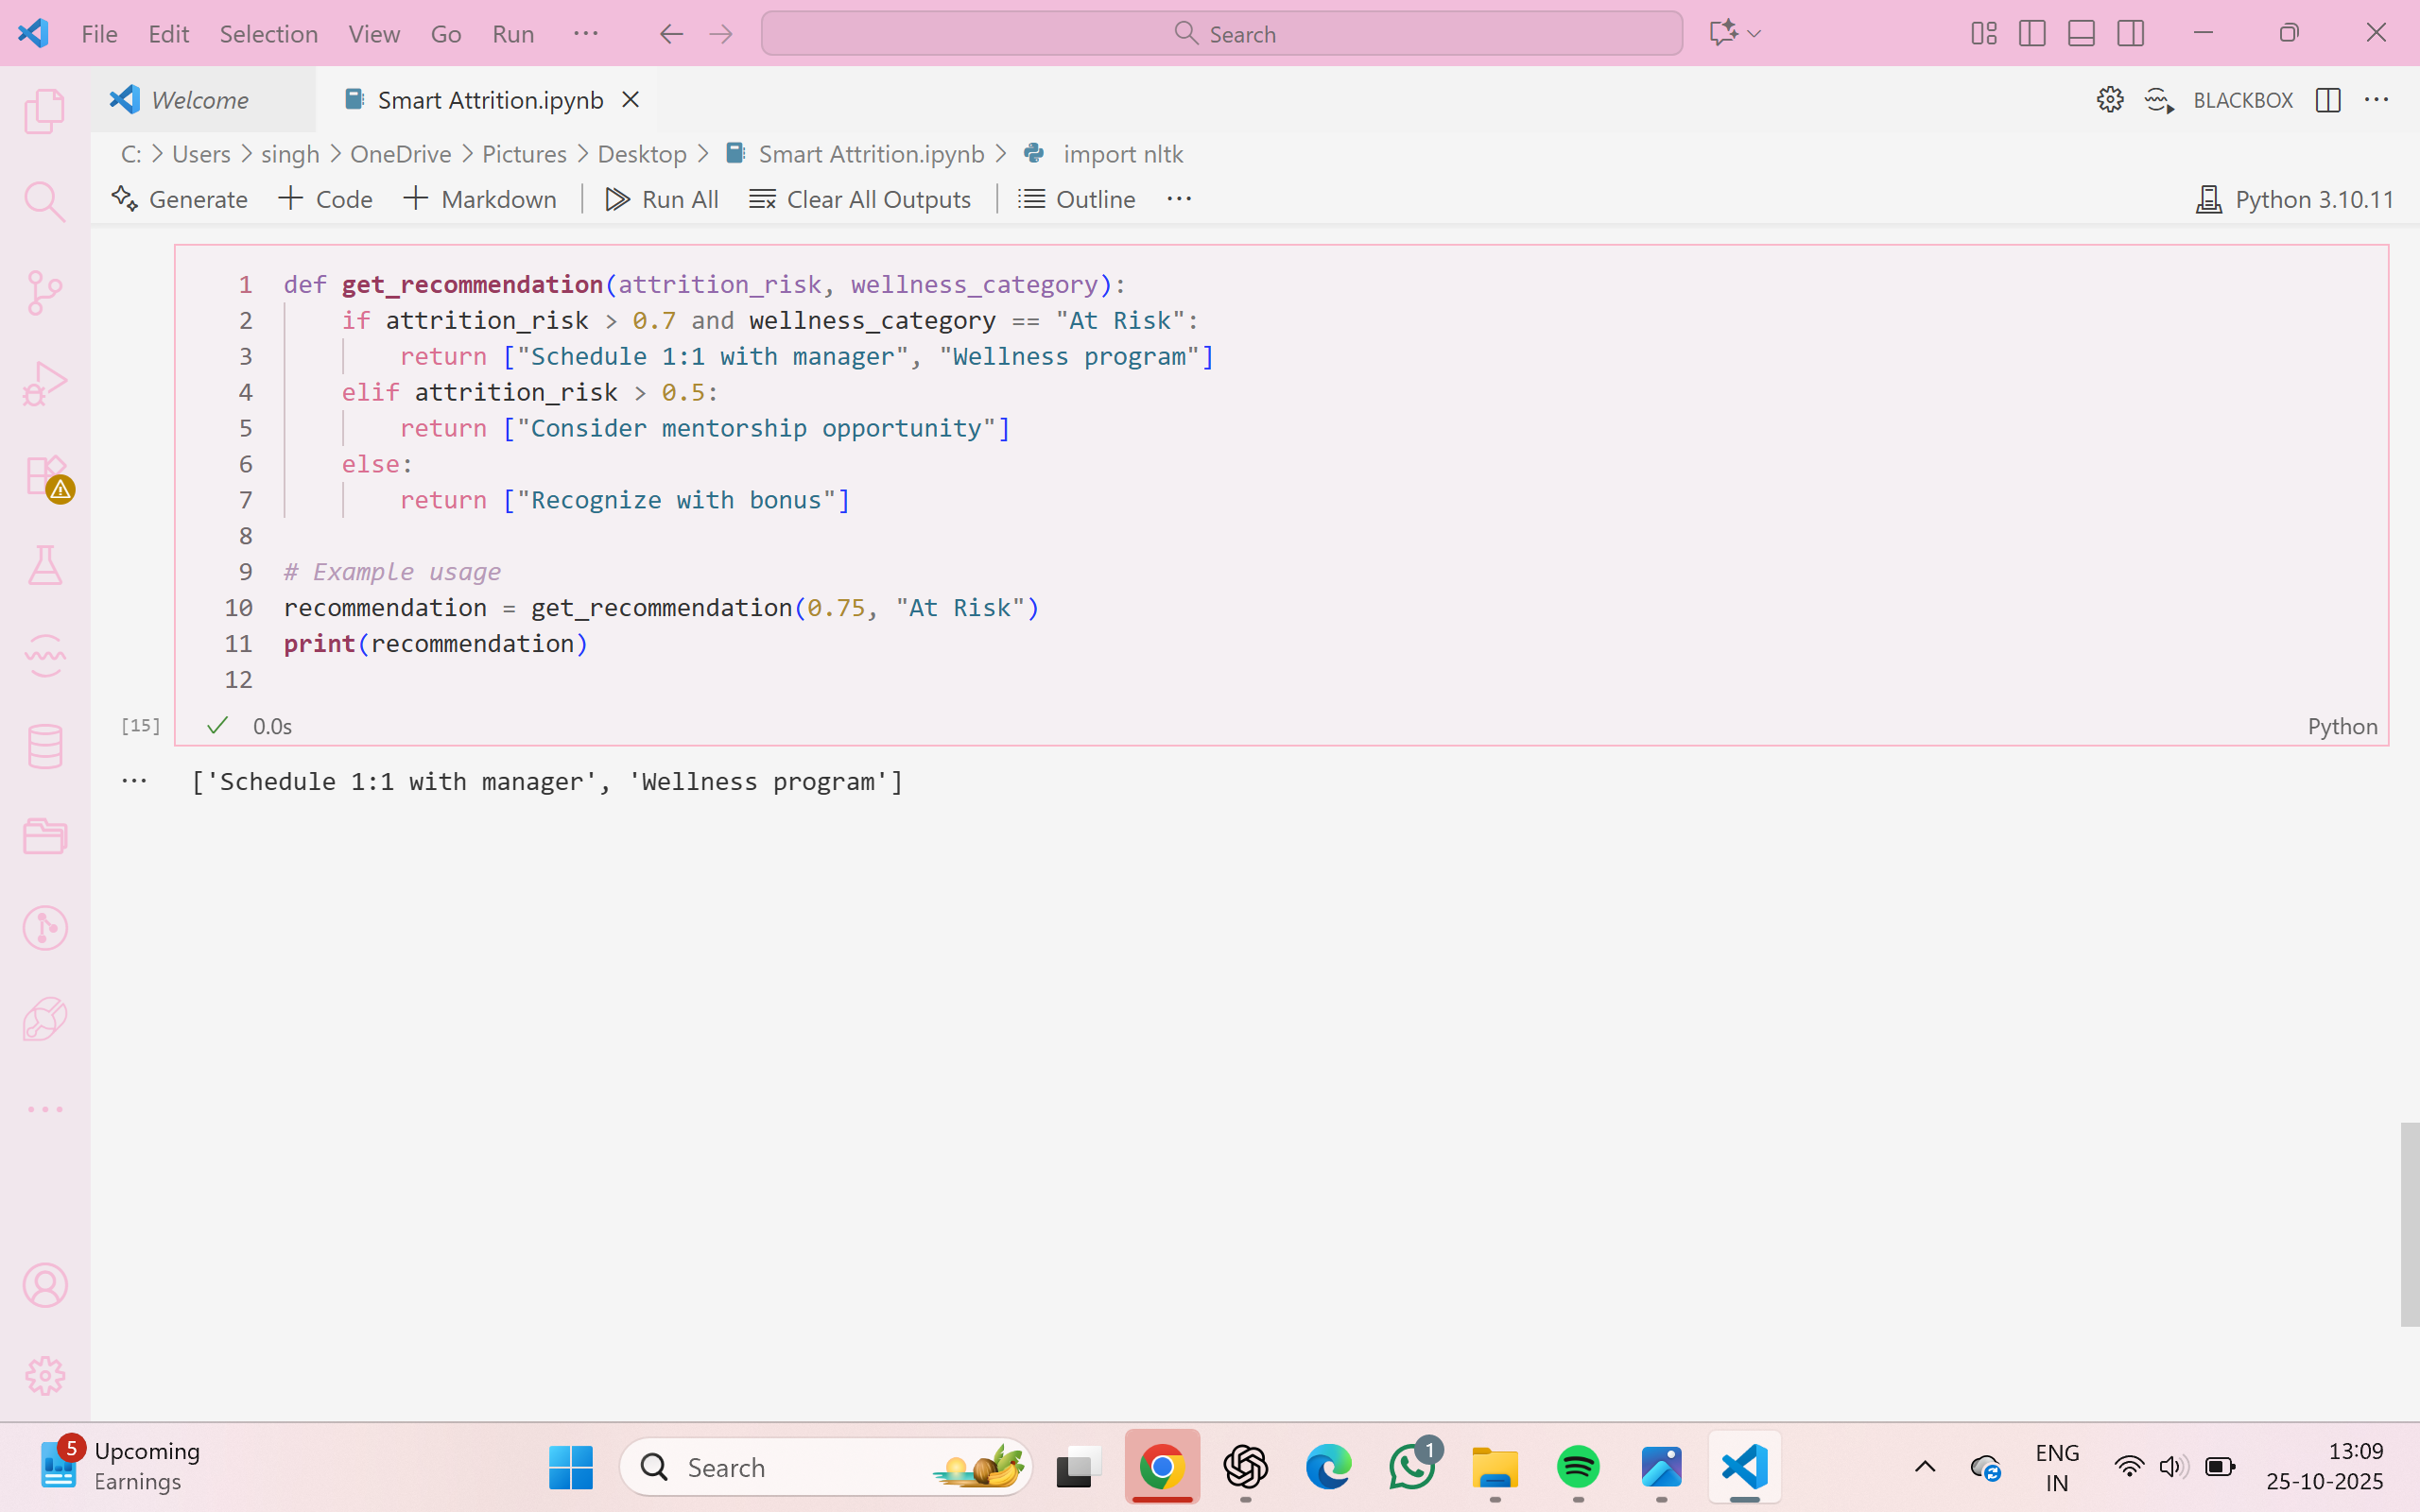 File Edit Selection View Go Run ··· Search
Welcome Smart Attrition.ipynb BLACKBOX ···
C: > Users > singh > OneDrive > Pictures > Desktop > Smart Attrition.ipynb > import nltk
Generate + Code + Markdown Run All Clear All Outputs Outline ··· Python 3.10.11
1 def get_recommendation(attrition_risk, wellness_category):
2 if attrition_risk > 0.7 and wellness_category == "At Risk":
3 return ["Schedule 1:1 with manager", "Wellness program"]
4 elif attrition_risk > 0.5:
5 return ["Consider mentorship opportunity"]
6 else:
7 return ["Recognize with bonus"]
8
9 # Example usage
10 recommendation = get_recommendation(0.75, "At Risk")
11 print(recommendation)
12
[15] 0.0s Python
··· ['Schedule 1:1 with manager', 'Wellness program']
5 Upcoming
Earnings
Search
1
ENG
IN
13:09
25-10-2025